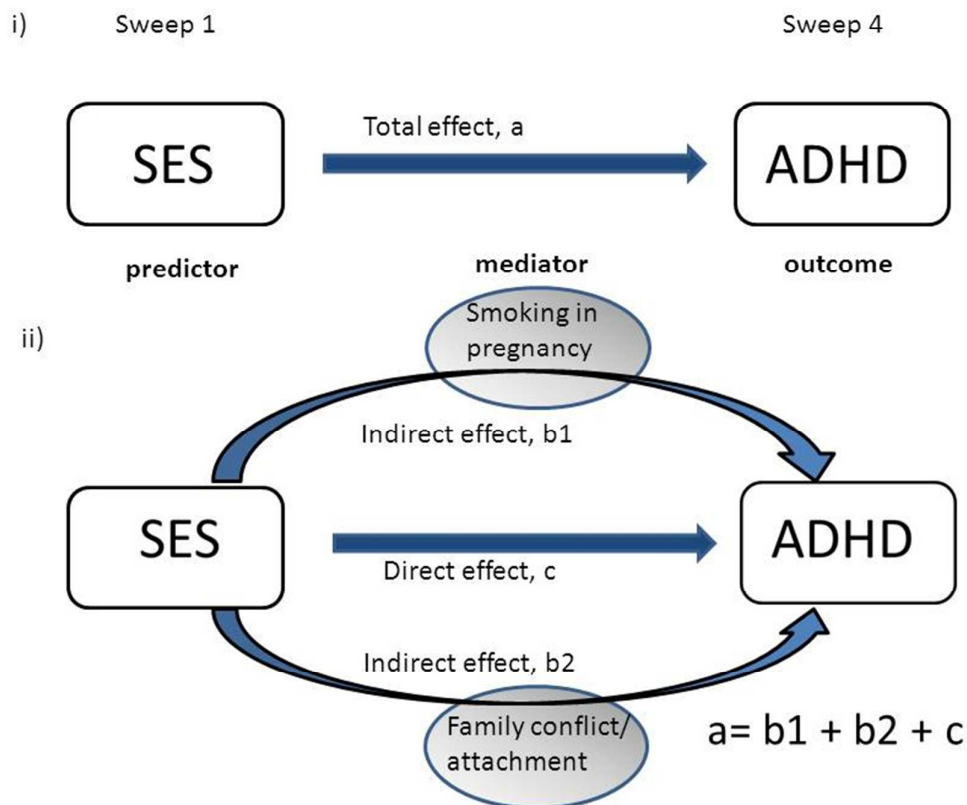 i) Sweep 1 Sweep 4
Total effect, a
SES ADHD
predictor mediator outcome
ii)
Smoking in
pregnancy
Indirect effect, b1
SES ADHD
Direct effect, c
Indirect effect, b2
Family conflict/
attachment
a= b1 + b2 + c